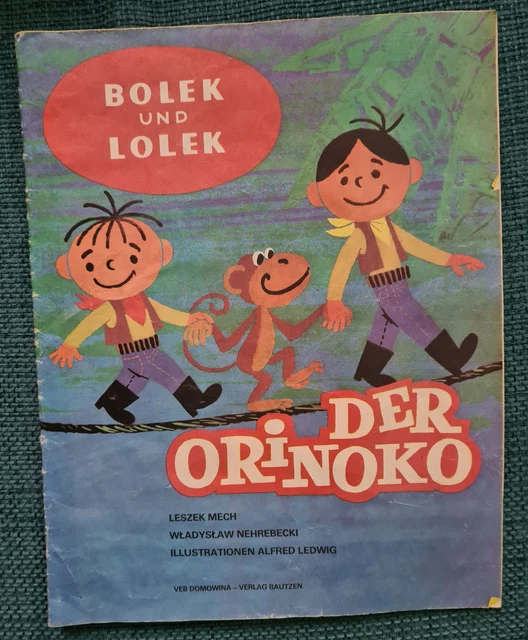 BOLEK
UND
LOLEK
DER
ORiNOKO
LESZEK MECH
WŁADYSŁAW NEHREBECKI
ILLUSTRATIONEN ALFRED LEDWIG
VEB DOMOWINA – VERLAG BAUTZEN